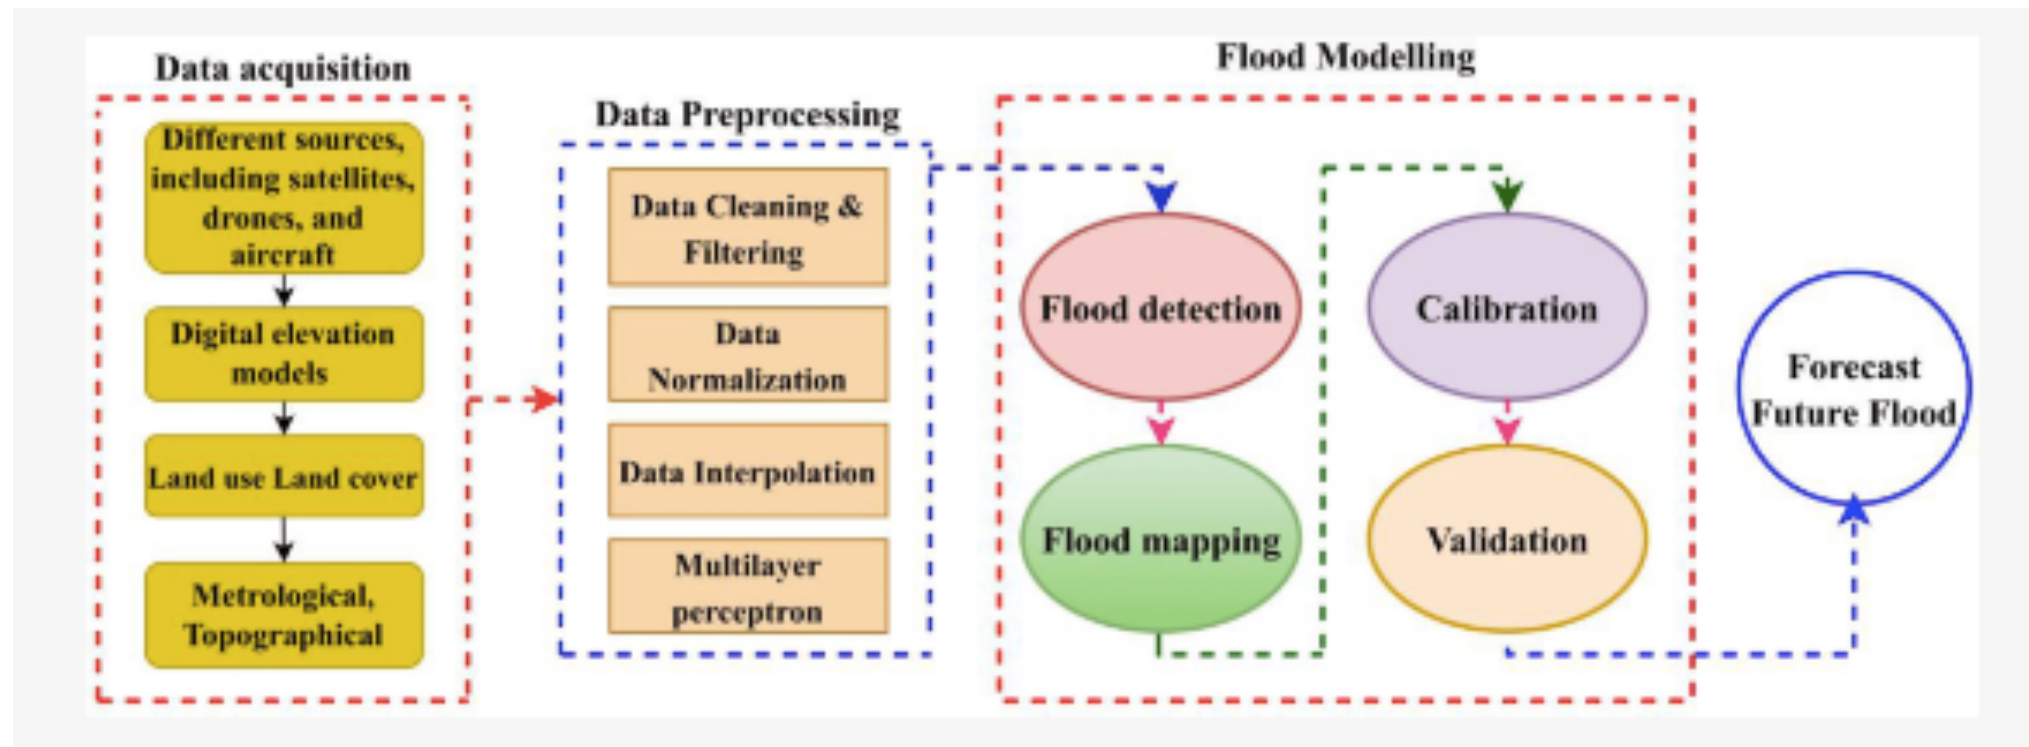 Data acquisition
Different sources,
including satellites,
drones, and
aircraft
Digital elevation
models
Land use Land cover
Metrological,
Topographical
Data Preprocessing
Data Cleaning &
Filtering
Data
Normalization
Data Interpolation
Multilayer
perceptron
Flood Modelling
Flood detection
Flood mapping
Calibration
Validation
Forecast
Future Flood